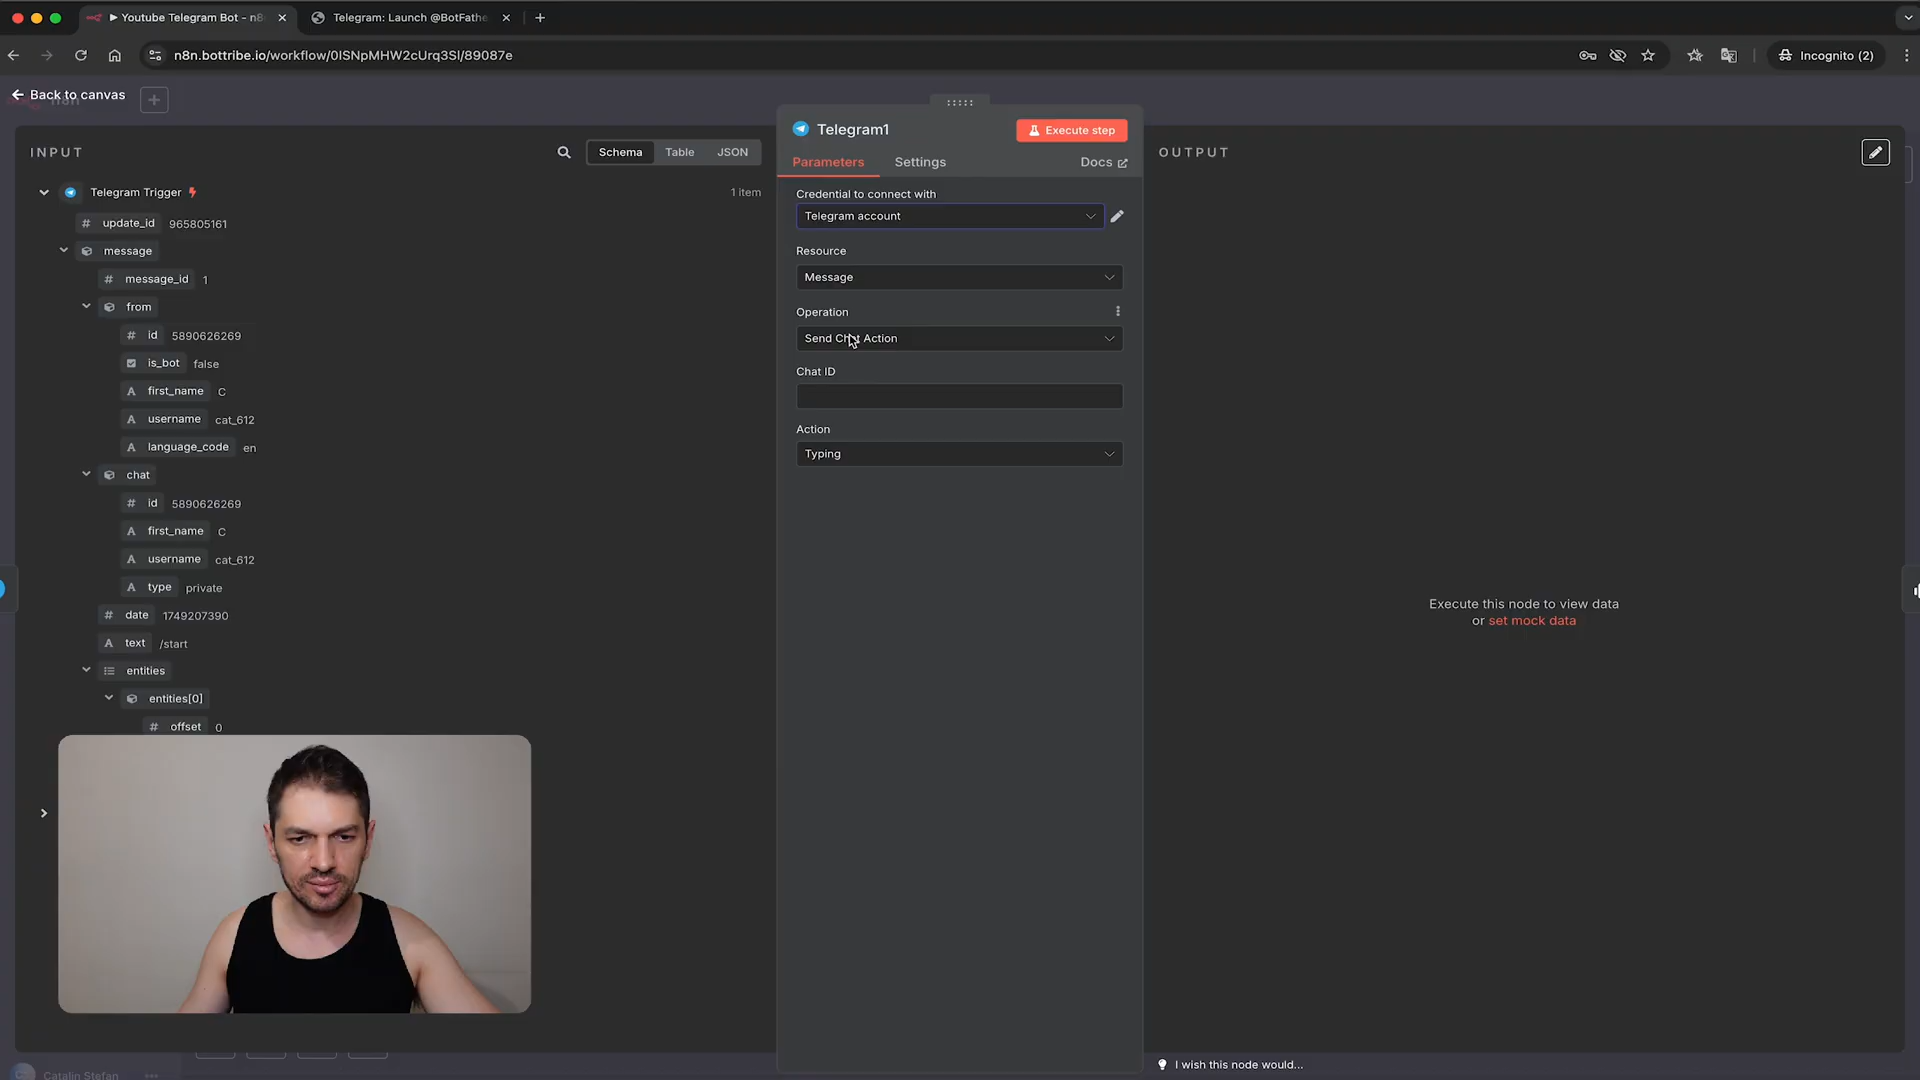 ▶ Youtube Telegram Bot - n8
Telegram: Launch @BotFathe
n8n.bottribe.io/workflow/0ISNpMHW2cUrq3SI/89087e
Incognito (2)
Back to canvas
INPUT
Schema
Table
JSON
Telegram Trigger
1 item
update_id 965805161
message
message_id 1
from
id 5890626269
is_bot false
first_name C
username cat_612
language_code en
chat
id 5890626269
first_name C
username cat_612
type private
date 1749207390
text /start
entities
entities[0]
offset 0
Telegram1
Execute step
Parameters
Settings
Docs
Credential to connect with
Telegram account
Resource
Message
Operation
Send Chat Action
Chat ID
Action
Typing
OUTPUT
Execute this node to view data
or set mock data
I wish this node would...
Catalin Stefan